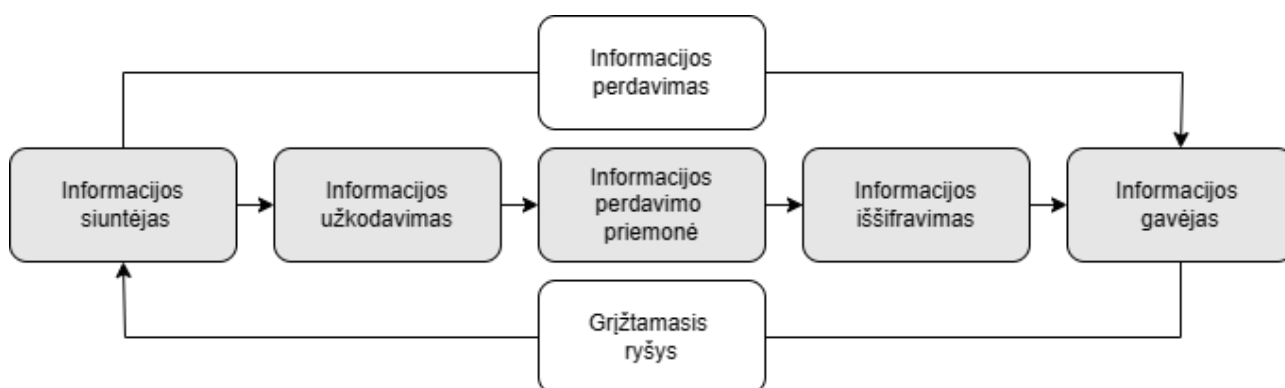 Informacijos
perdavimas
Informacijos
siuntėjas
Informacijos
užkodavimas
Informacijos
perdavimo
priemonė
Informacijos
iššifravimas
Informacijos
gavėjas
Grįžtamasis
ryšys